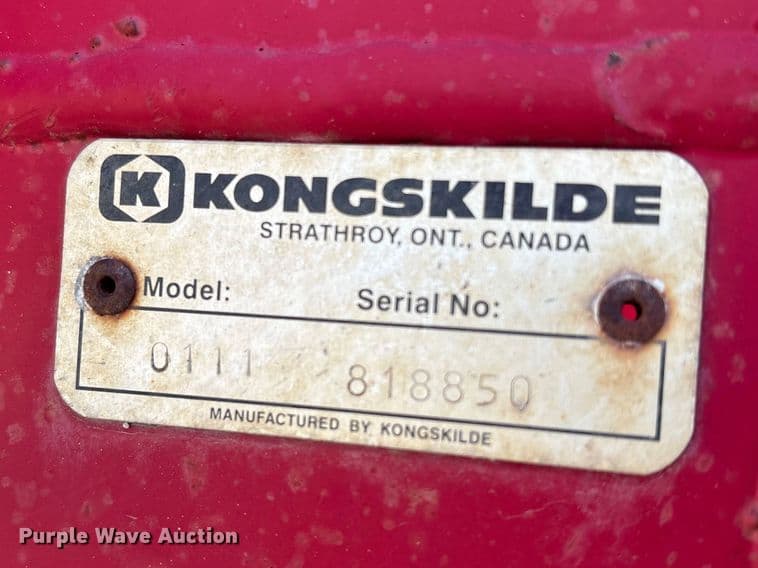 K KONGSKILDE
STRATHROY, ONT., CANADA
Model: Serial No:
0111 818850
MANUFACTURED BY KONGSKILDE
Purple Wave Auction